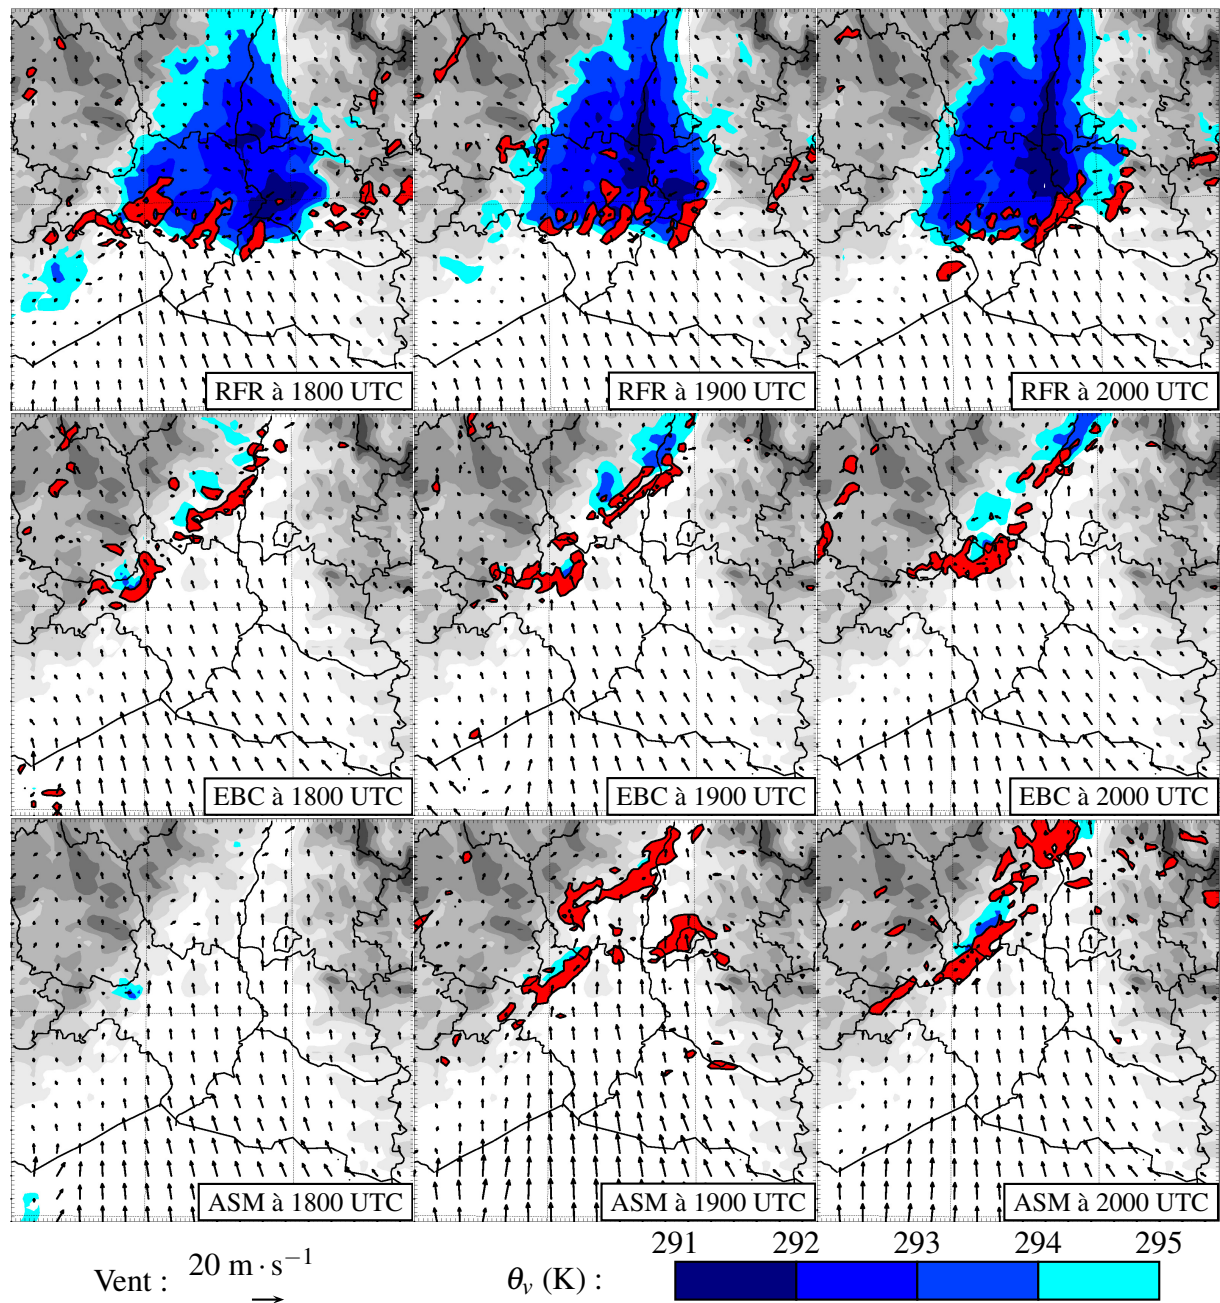 RFR à 1800 UTC
RFR à 1900 UTC
RFR à 2000 UTC
EBC à 1800 UTC
EBC à 1900 UTC
EBC à 2000 UTC
ASM à 1800 UTC
ASM à 1900 UTC
ASM à 2000 UTC
291 292 293 294 295
Vent : 20 m·s⁻¹
θᵥ (K) :